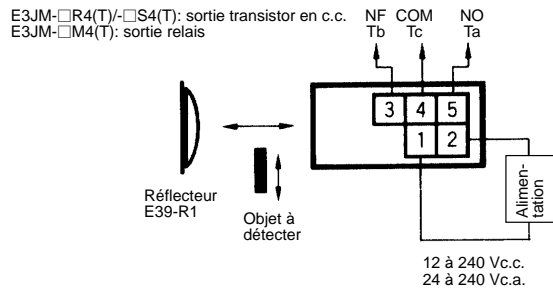 E3JM-□R4(T)/-□S4(T): sortie transistor en c.c.
E3JM-□M4(T): sortie relais
NF COM NO
Tb Tc Ta
3 4 5
1 2
Réflecteur
E39-R1
Objet à
détecter
Alimen-
tation
12 à 240 Vc.c.
24 à 240 Vc.a.